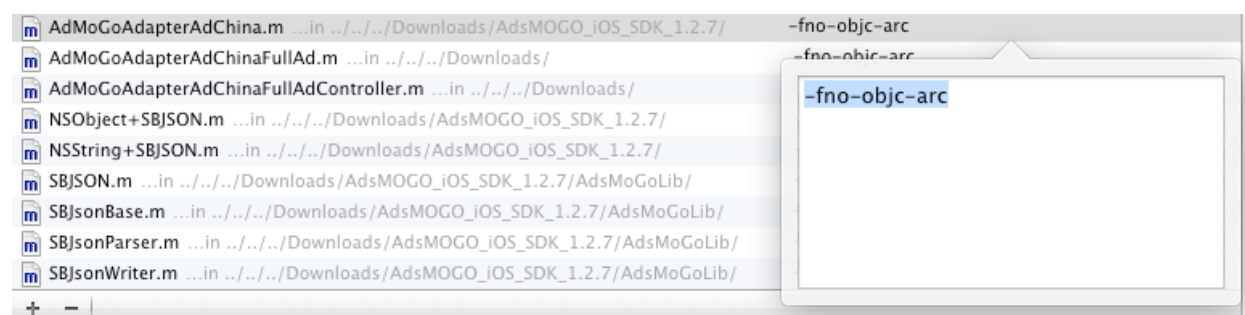 m AdMoGoAdapterAdChina.m ...in ../../../Downloads/AdsMOGO_iOS_SDK_1.2.7/ -fno-objc-arc
m AdMoGoAdapterAdChinaFullAd.m ...in ../../../Downloads/ -fno-objc-arc
m AdMoGoAdapterAdChinaFullAdController.m ...in ../../../Downloads/
-fno-objc-arc
m NSObject+SBJSON.m ...in ../../../Downloads/AdsMOGO_iOS_SDK_1.2.7/
m NSString+SBJSON.m ...in ../../../Downloads/AdsMOGO_iOS_SDK_1.2.7/
m SBJSON.m ...in ../../../Downloads/AdsMOGO_iOS_SDK_1.2.7/AdsMoGoLib/
m SBJsonBase.m ...in ../../../Downloads/AdsMOGO_iOS_SDK_1.2.7/AdsMoGoLib/
m SBJsonParser.m ...in ../../../Downloads/AdsMOGO_iOS_SDK_1.2.7/AdsMoGoLib/
m SBJsonWriter.m ...in ../../../Downloads/AdsMOGO_iOS_SDK_1.2.7/AdsMoGoLib/